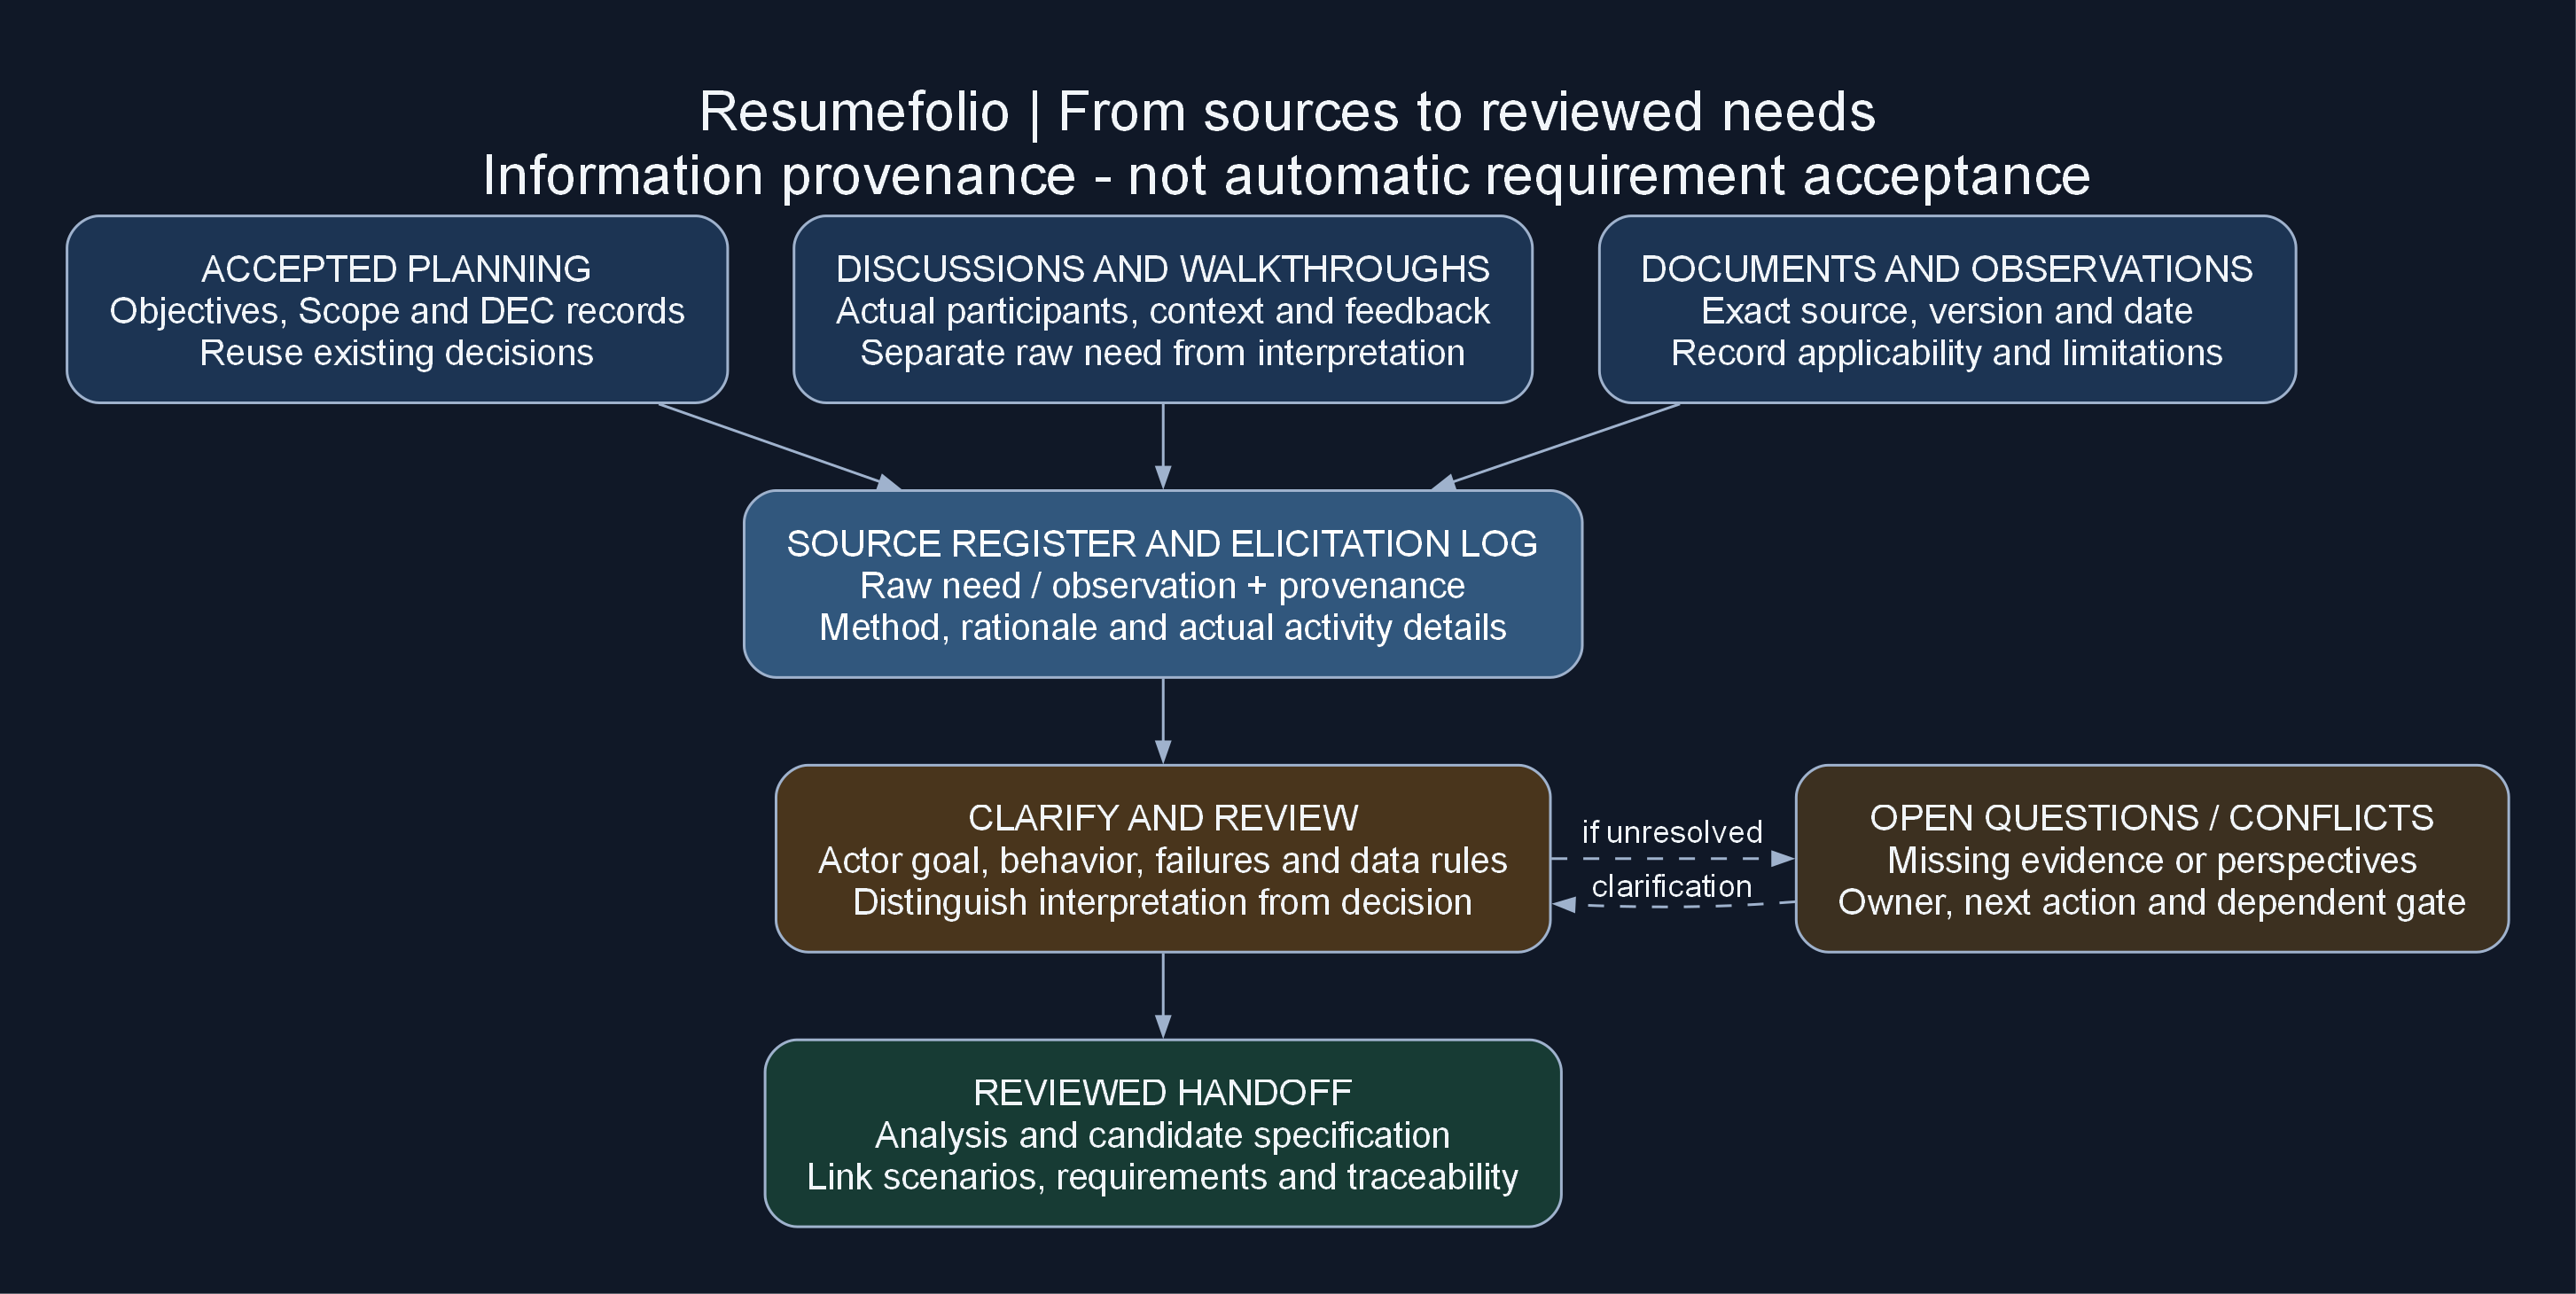 Resumefolio | From sources to reviewed needs
Information provenance - not automatic requirement acceptance
ACCEPTED PLANNING
Objectives, Scope and DEC records
Reuse existing decisions
DISCUSSIONS AND WALKTHROUGHS
Actual participants, context and feedback
Separate raw need from interpretation
DOCUMENTS AND OBSERVATIONS
Exact source, version and date
Record applicability and limitations
SOURCE REGISTER AND ELICITATION LOG
Raw need / observation + provenance
Method, rationale and actual activity details
CLARIFY AND REVIEW
Actor goal, behavior, failures and data rules
Distinguish interpretation from decision
if unresolved
clarification
OPEN QUESTIONS / CONFLICTS
Missing evidence or perspectives
Owner, next action and dependent gate
REVIEWED HANDOFF
Analysis and candidate specification
Link scenarios, requirements and traceability